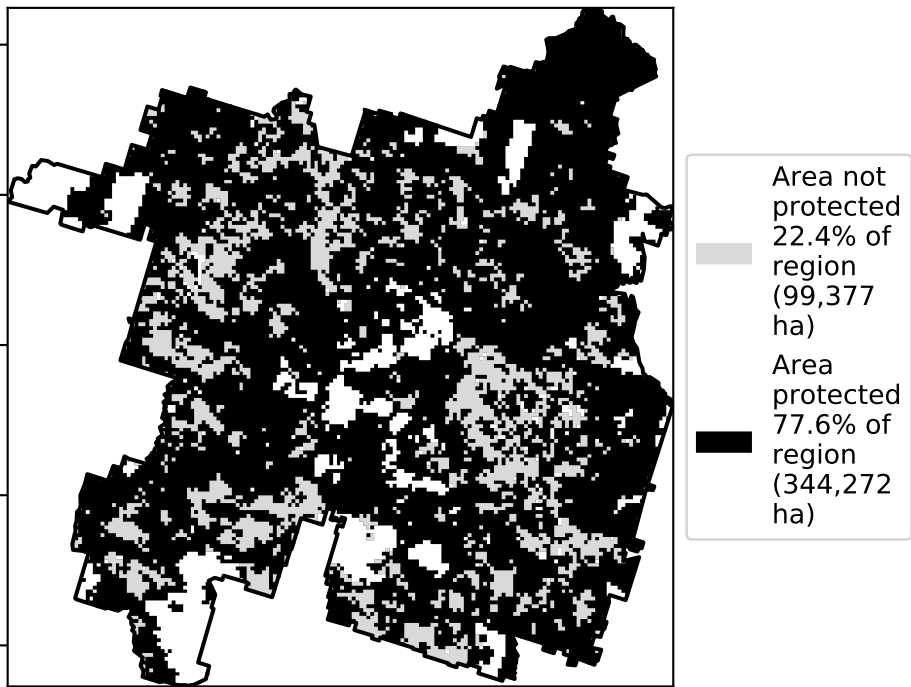 Area not
protected
22.4% of
region
(99,377
ha)
Area
protected
77.6% of
region
(344,272
ha)